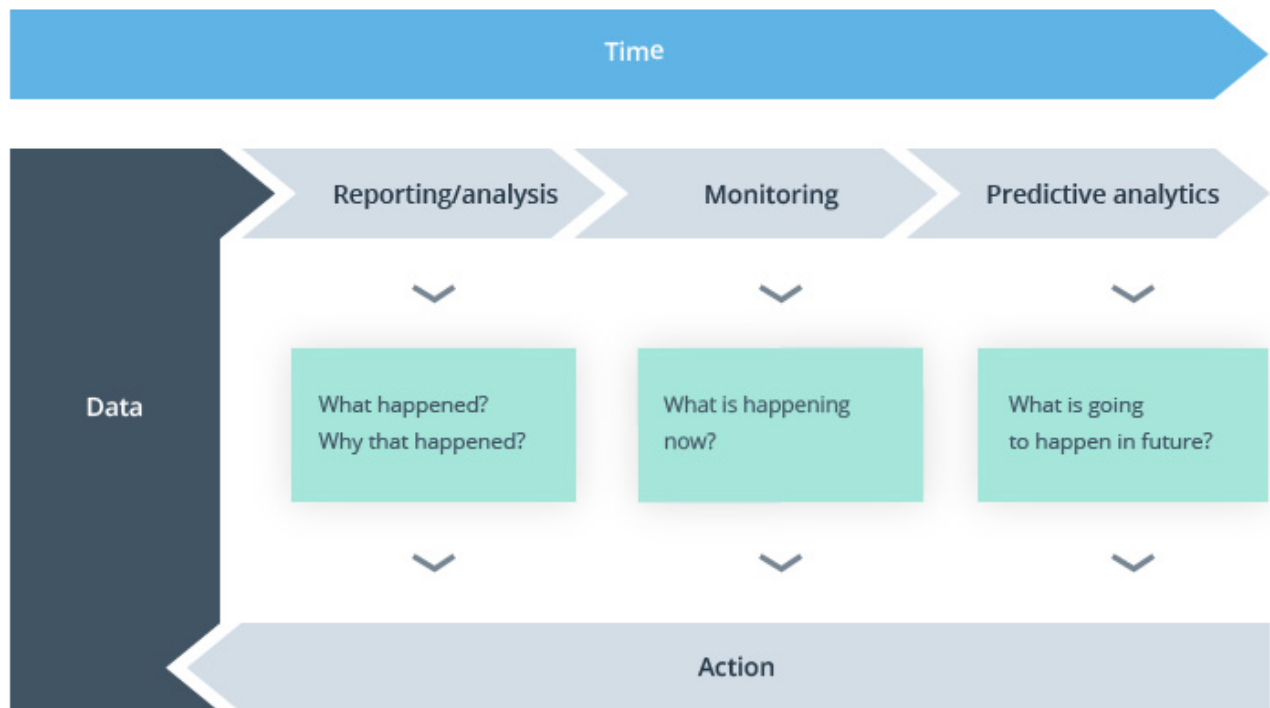 Time
Reporting/analysis
Monitoring
Predictive analytics
Data
What happened?
Why that happened?
What is happening
now?
What is going
to happen in future?
Action